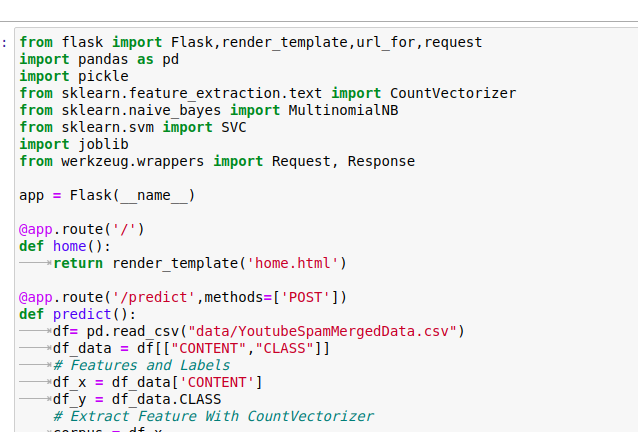 :
from flask import Flask,render_template,url_for,request
import pandas as pd
import pickle
from sklearn.feature_extraction.text import CountVectorizer
from sklearn.naive_bayes import MultinomialNB
from sklearn.svm import SVC
import joblib
from werkzeug.wrappers import Request, Response
app = Flask(__name__)
@app.route('/')
def home():
return render_template('home.html')
@app.route('/predict',methods=['POST'])
def predict():
df= pd.read_csv("data/YoutubeSpamMergedData.csv")
df_data = df[["CONTENT","CLASS"]]
# Features and Labels
df_x = df_data['CONTENT']
df_y = df_data.CLASS
# Extract Feature With CountVectorizer
corpus = df_x